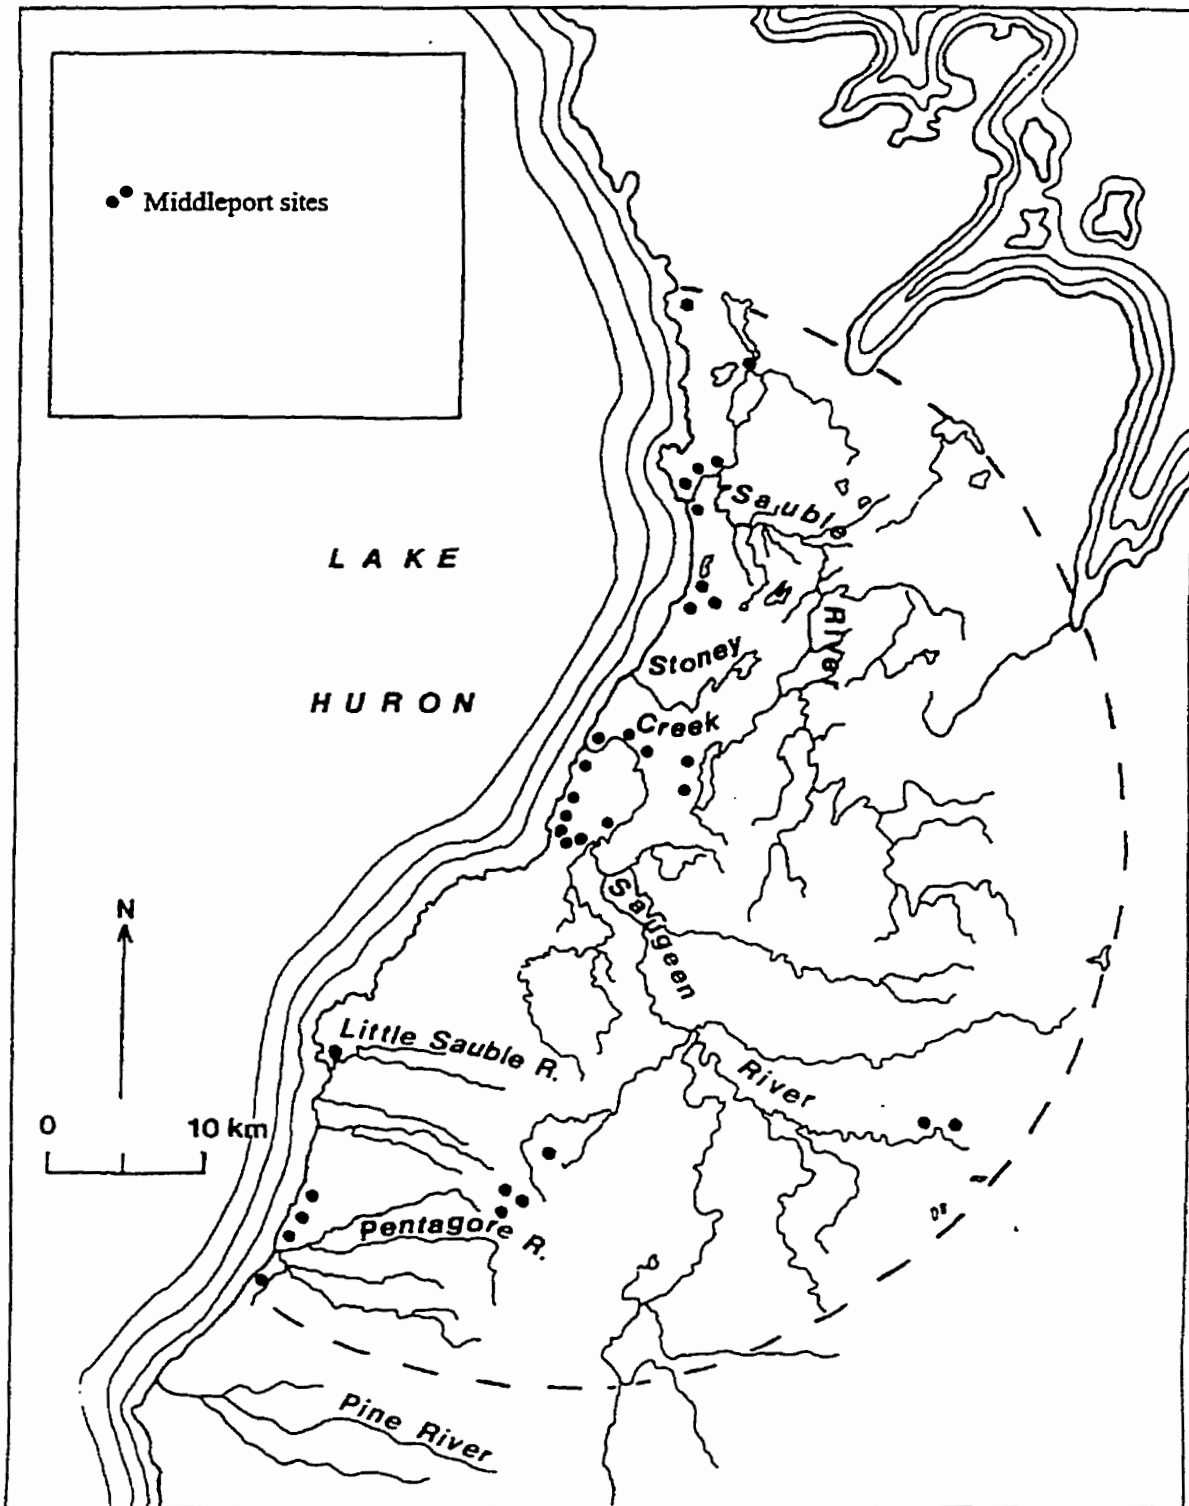 Middleport sites
Sauble
River
LAKE
HURON
Stoney
Creek
Saugeen
River
N
0 10 km
Little Sauble R.
Pentagore R.
Pine River